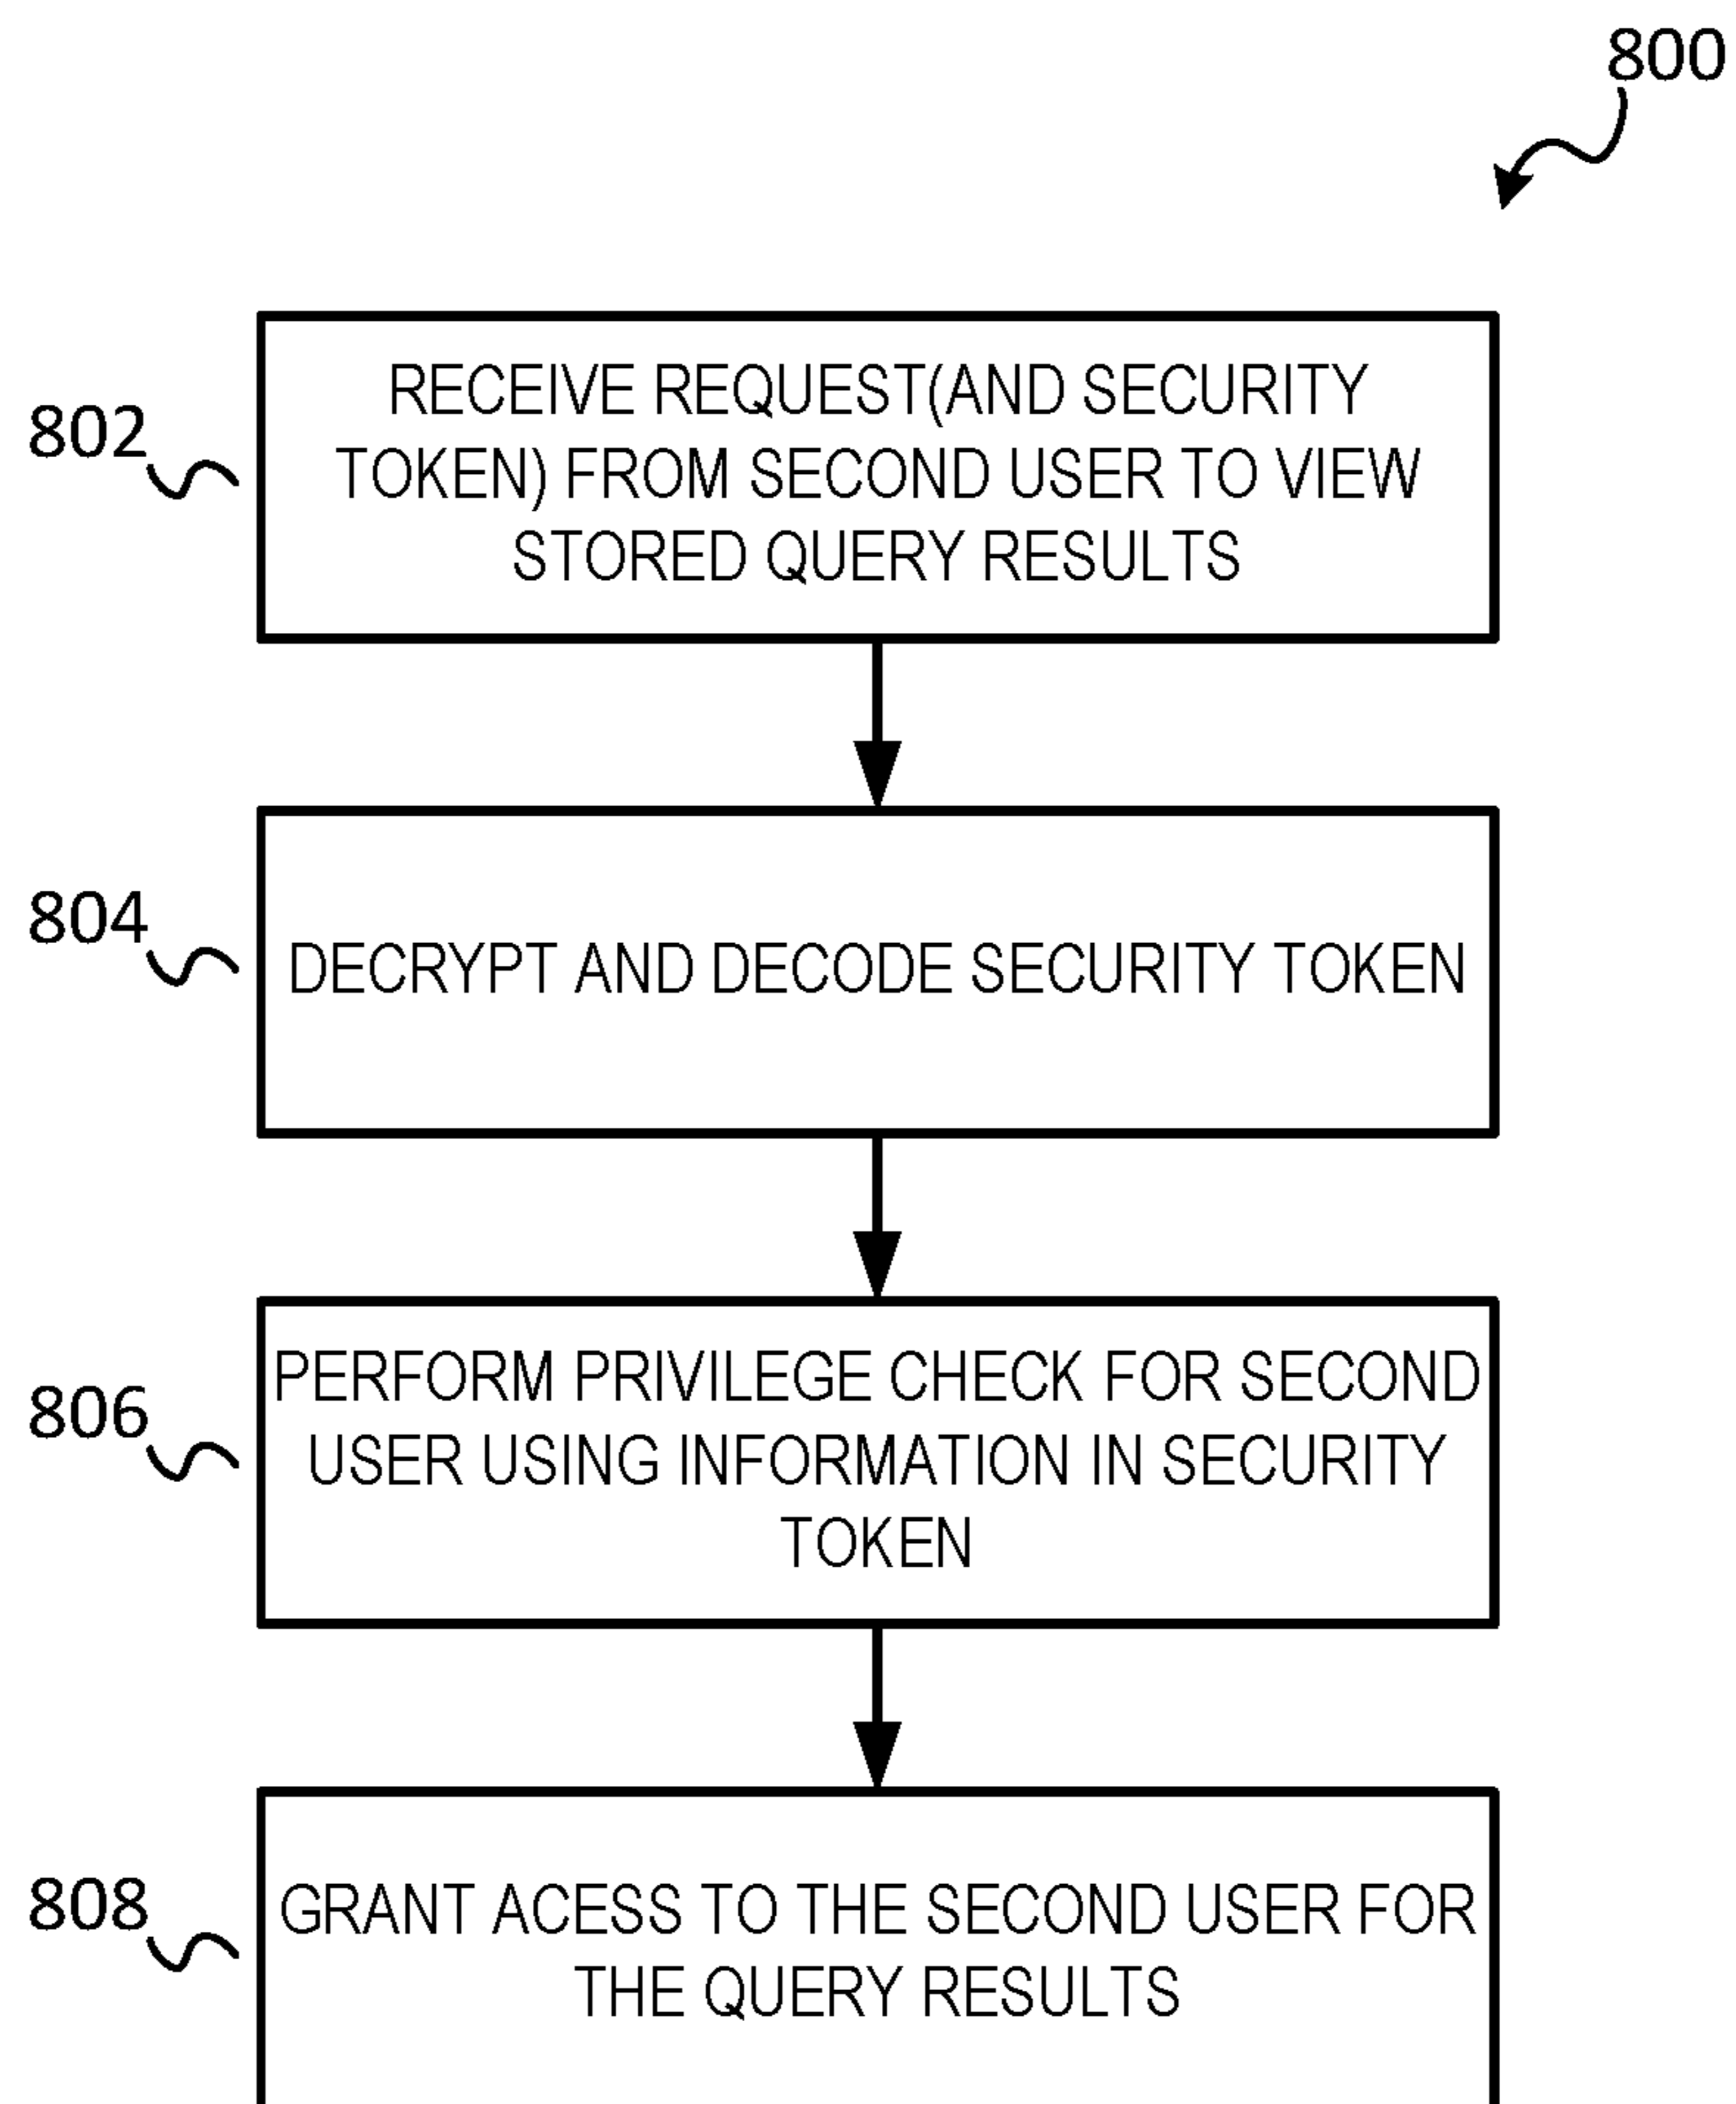 800
802
RECEIVE REQUEST(AND SECURITY
TOKEN) FROM SECOND USER TO VIEW
STORED QUERY RESULTS
804
DECRYPT AND DECODE SECURITY TOKEN
806
PERFORM PRIVILEGE CHECK FOR SECOND
USER USING INFORMATION IN SECURITY
TOKEN
808
GRANT ACESS TO THE SECOND USER FOR
THE QUERY RESULTS